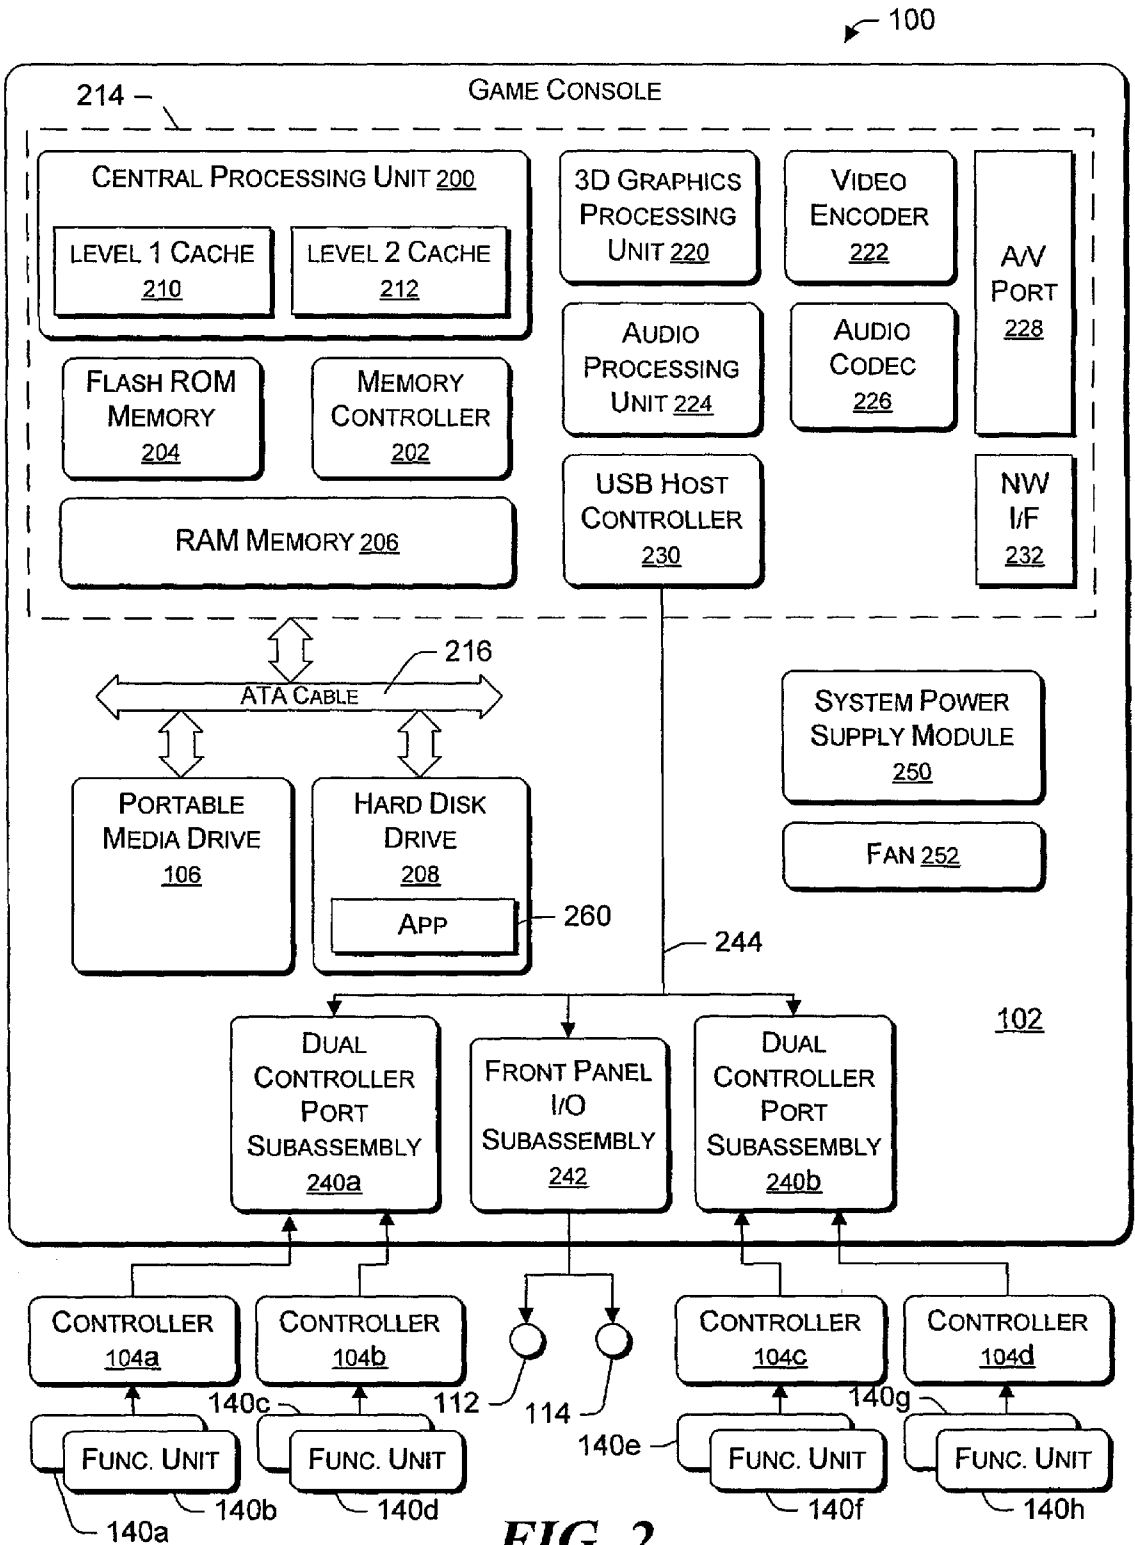 100
GAME CONSOLE
214
CENTRAL PROCESSING UNIT 200
LEVEL 1 CACHE
210
LEVEL 2 CACHE
212
3D GRAPHICS
PROCESSING
UNIT 220
VIDEO
ENCODER
222
A/V
PORT
228
AUDIO
PROCESSING
UNIT 224
AUDIO
CODEC
226
FLASH ROM
MEMORY
204
MEMORY
CONTROLLER
202
USB HOST
CONTROLLER
230
NW
I/F
232
RAM MEMORY 206
216
ATA CABLE
SYSTEM POWER
SUPPLY MODULE
250
PORTABLE
MEDIA DRIVE
106
HARD DISK
DRIVE
208
APP
260
FAN 252
244
102
DUAL
CONTROLLER
PORT
SUBASSEMBLY
240a
FRONT PANEL
I/O
SUBASSEMBLY
242
DUAL
CONTROLLER
PORT
SUBASSEMBLY
240b
CONTROLLER
104a
CONTROLLER
104b
CONTROLLER
104c
CONTROLLER
104d
140c
112
114
140e
140g
FUNC. UNIT
FUNC. UNIT
FUNC. UNIT
FUNC. UNIT
140a
140b
140d
140f
140h
FIG. 2